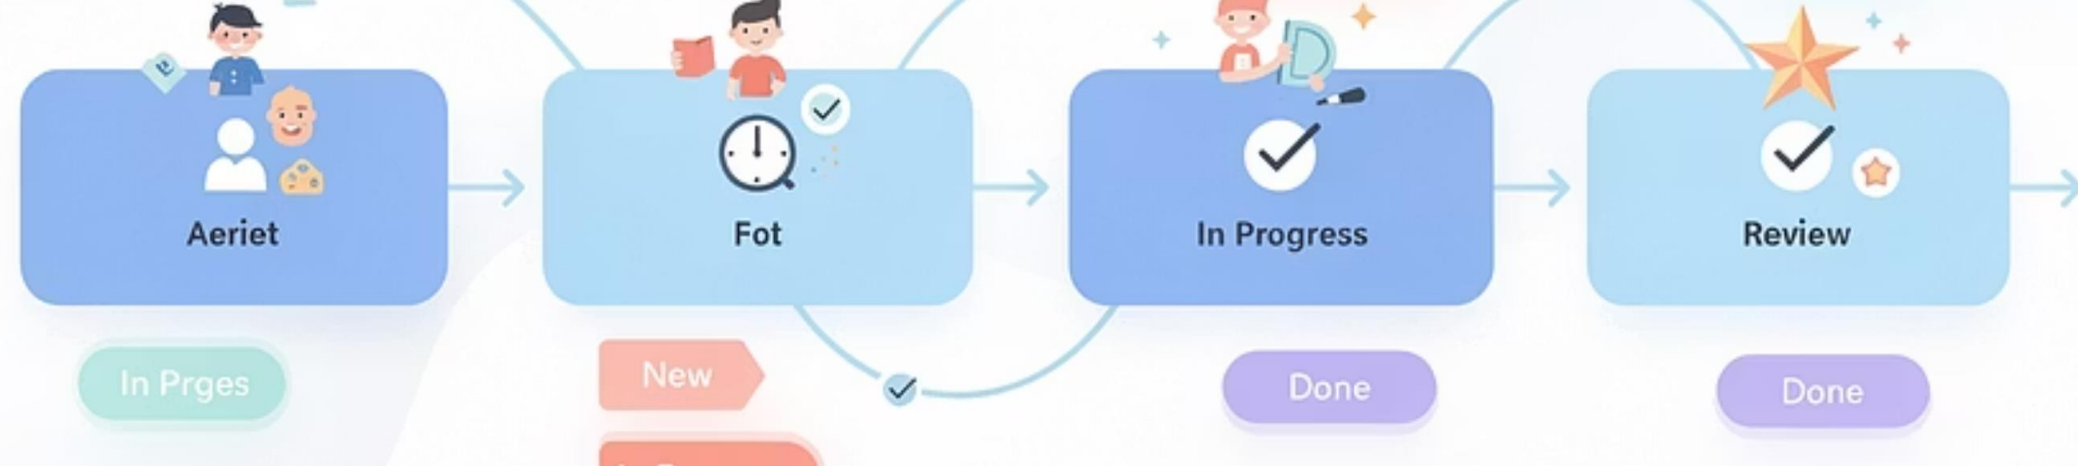 Aeriet
Fot
In Progress
Review
In Prges
New
Done
Done